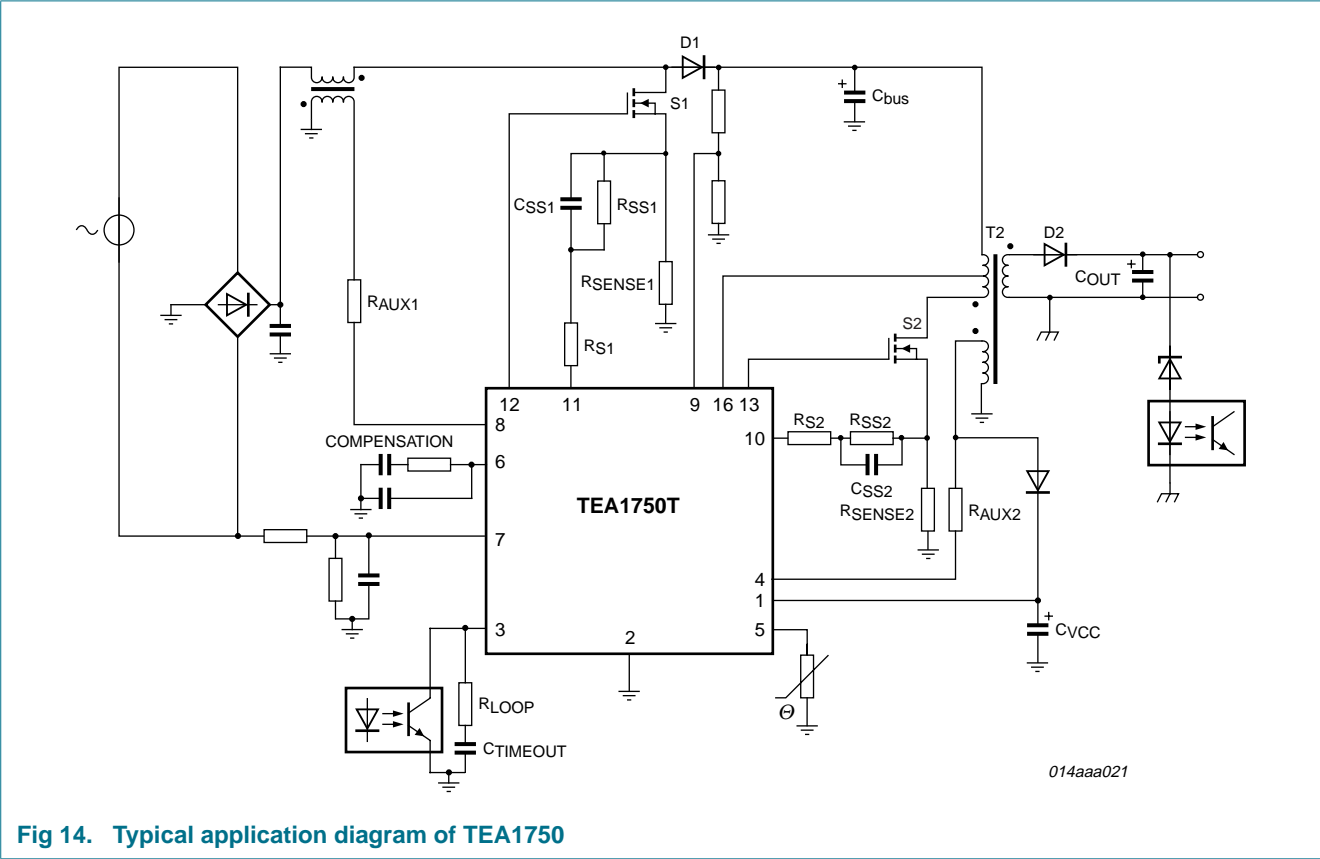 D1
S1
Cbus
CSS1
RSS1
T2
D2
COUT
RSENSE1
∼
RAUX1
S2
RS1
12
11
9
16
13
8
RS2
RSS2
10
COMPENSATION
6
CSS2
TEA1750T
RSENSE2
RAUX2
7
4
1
3
2
5
CVCC
RLOOP
Θ
CTIMEOUT
014aaa021
Fig 14. Typical application diagram of TEA1750